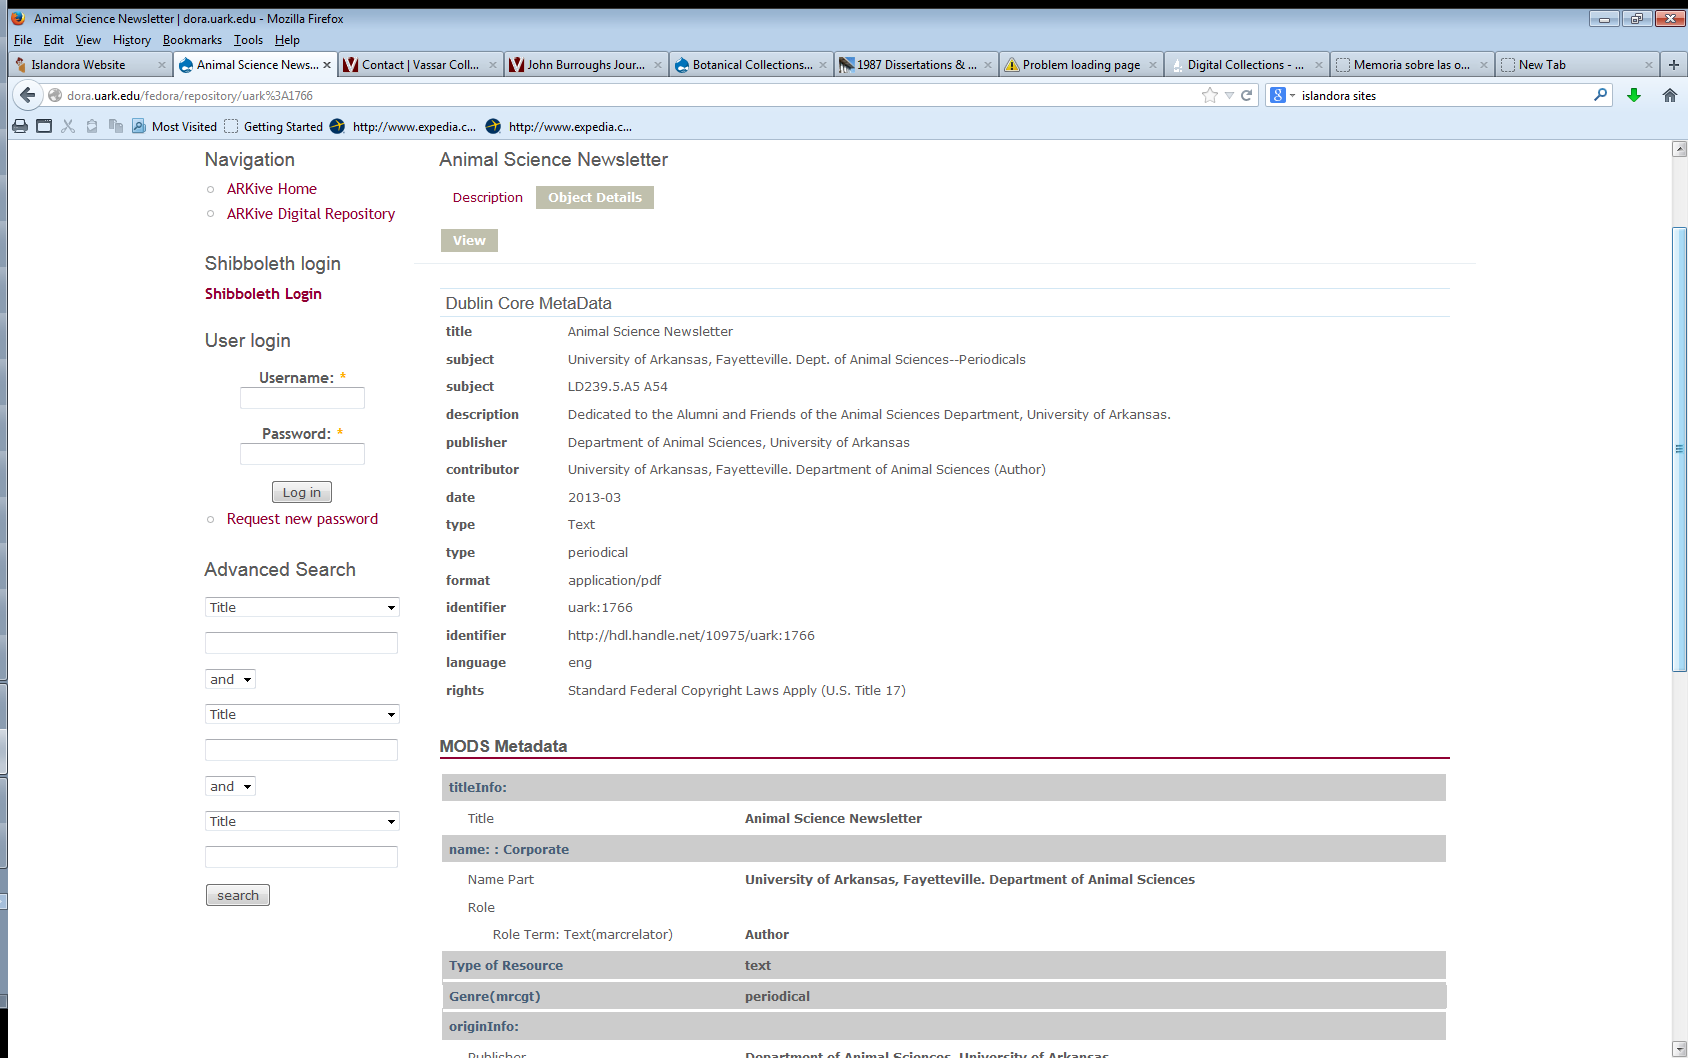 Animal Science Newsletter | dora.uark.edu - Mozilla Firefox
File Edit View History Bookmarks Tools Help
Islandora Website Animal Science News... Contact | Vassar Coll... John Burroughs Jour... Botanical Collections... 1987 Dissertations & ... Problem loading page Digital Collections - ... Memoria sobre las o... New Tab
dora.uark.edu/fedora/repository/uark%3A1766 8 islandora sites
Most Visited Getting Started http://www.expedia.c... http://www.expedia.c...
Navigation
ARKive Home
ARKive Digital Repository
Shibboleth login
Shibboleth Login
User login
Username: *
Password: *
Log in
Request new password
Advanced Search
Title
and
Title
and
Title
search
Animal Science Newsletter
Description Object Details
View
Dublin Core MetaData
title Animal Science Newsletter
subject University of Arkansas, Fayetteville. Dept. of Animal Sciences--Periodicals
subject LD239.5.A5 A54
description Dedicated to the Alumni and Friends of the Animal Sciences Department, University of Arkansas.
publisher Department of Animal Sciences, University of Arkansas
contributor University of Arkansas, Fayetteville. Department of Animal Sciences (Author)
date 2013-03
type Text
type periodical
format application/pdf
identifier uark:1766
identifier http://hdl.handle.net/10975/uark:1766
language eng
rights Standard Federal Copyright Laws Apply (U.S. Title 17)
MODS Metadata
titleInfo:
Title Animal Science Newsletter
name: : Corporate
Name Part University of Arkansas, Fayetteville. Department of Animal Sciences
Role
Role Term: Text(marcrelator) Author
Type of Resource text
Genre(mrcgt) periodical
originInfo:
Publisher Department of Animal Sciences, University of Arkansas